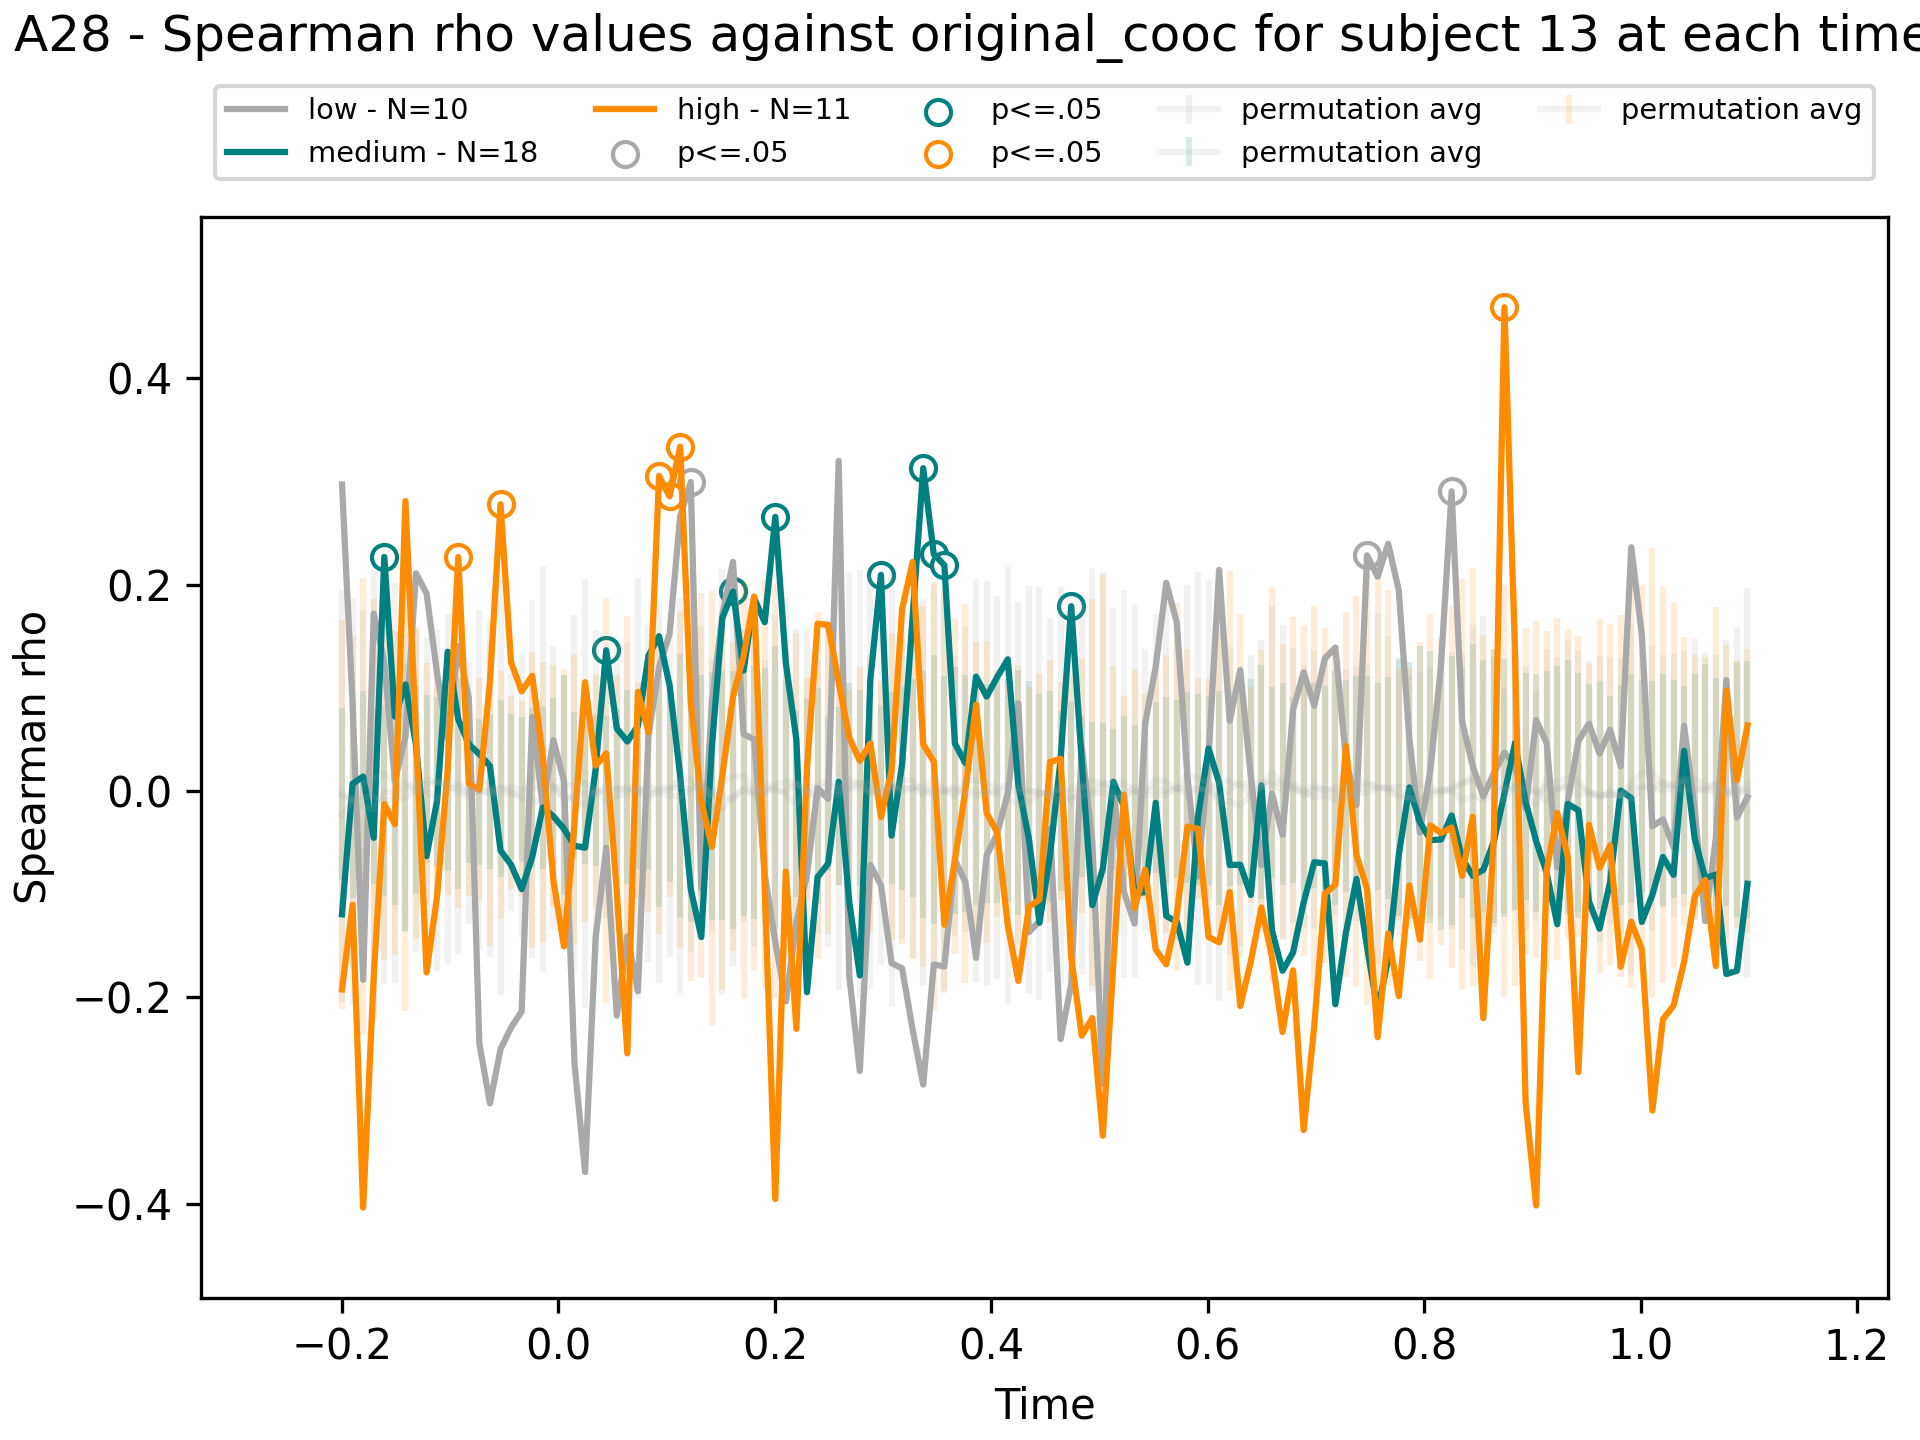 A28 - Spearman rho values against original_cooc for subject 13 at each time
low - N=10
medium - N=18
high - N=11
p<=.05
p<=.05
p<=.05
permutation avg
permutation avg
permutation avg
Spearman rho
0.4
0.2
0.0
−0.2
−0.4
−0.2 0.0 0.2 0.4 0.6 0.8 1.0 1.2
Time